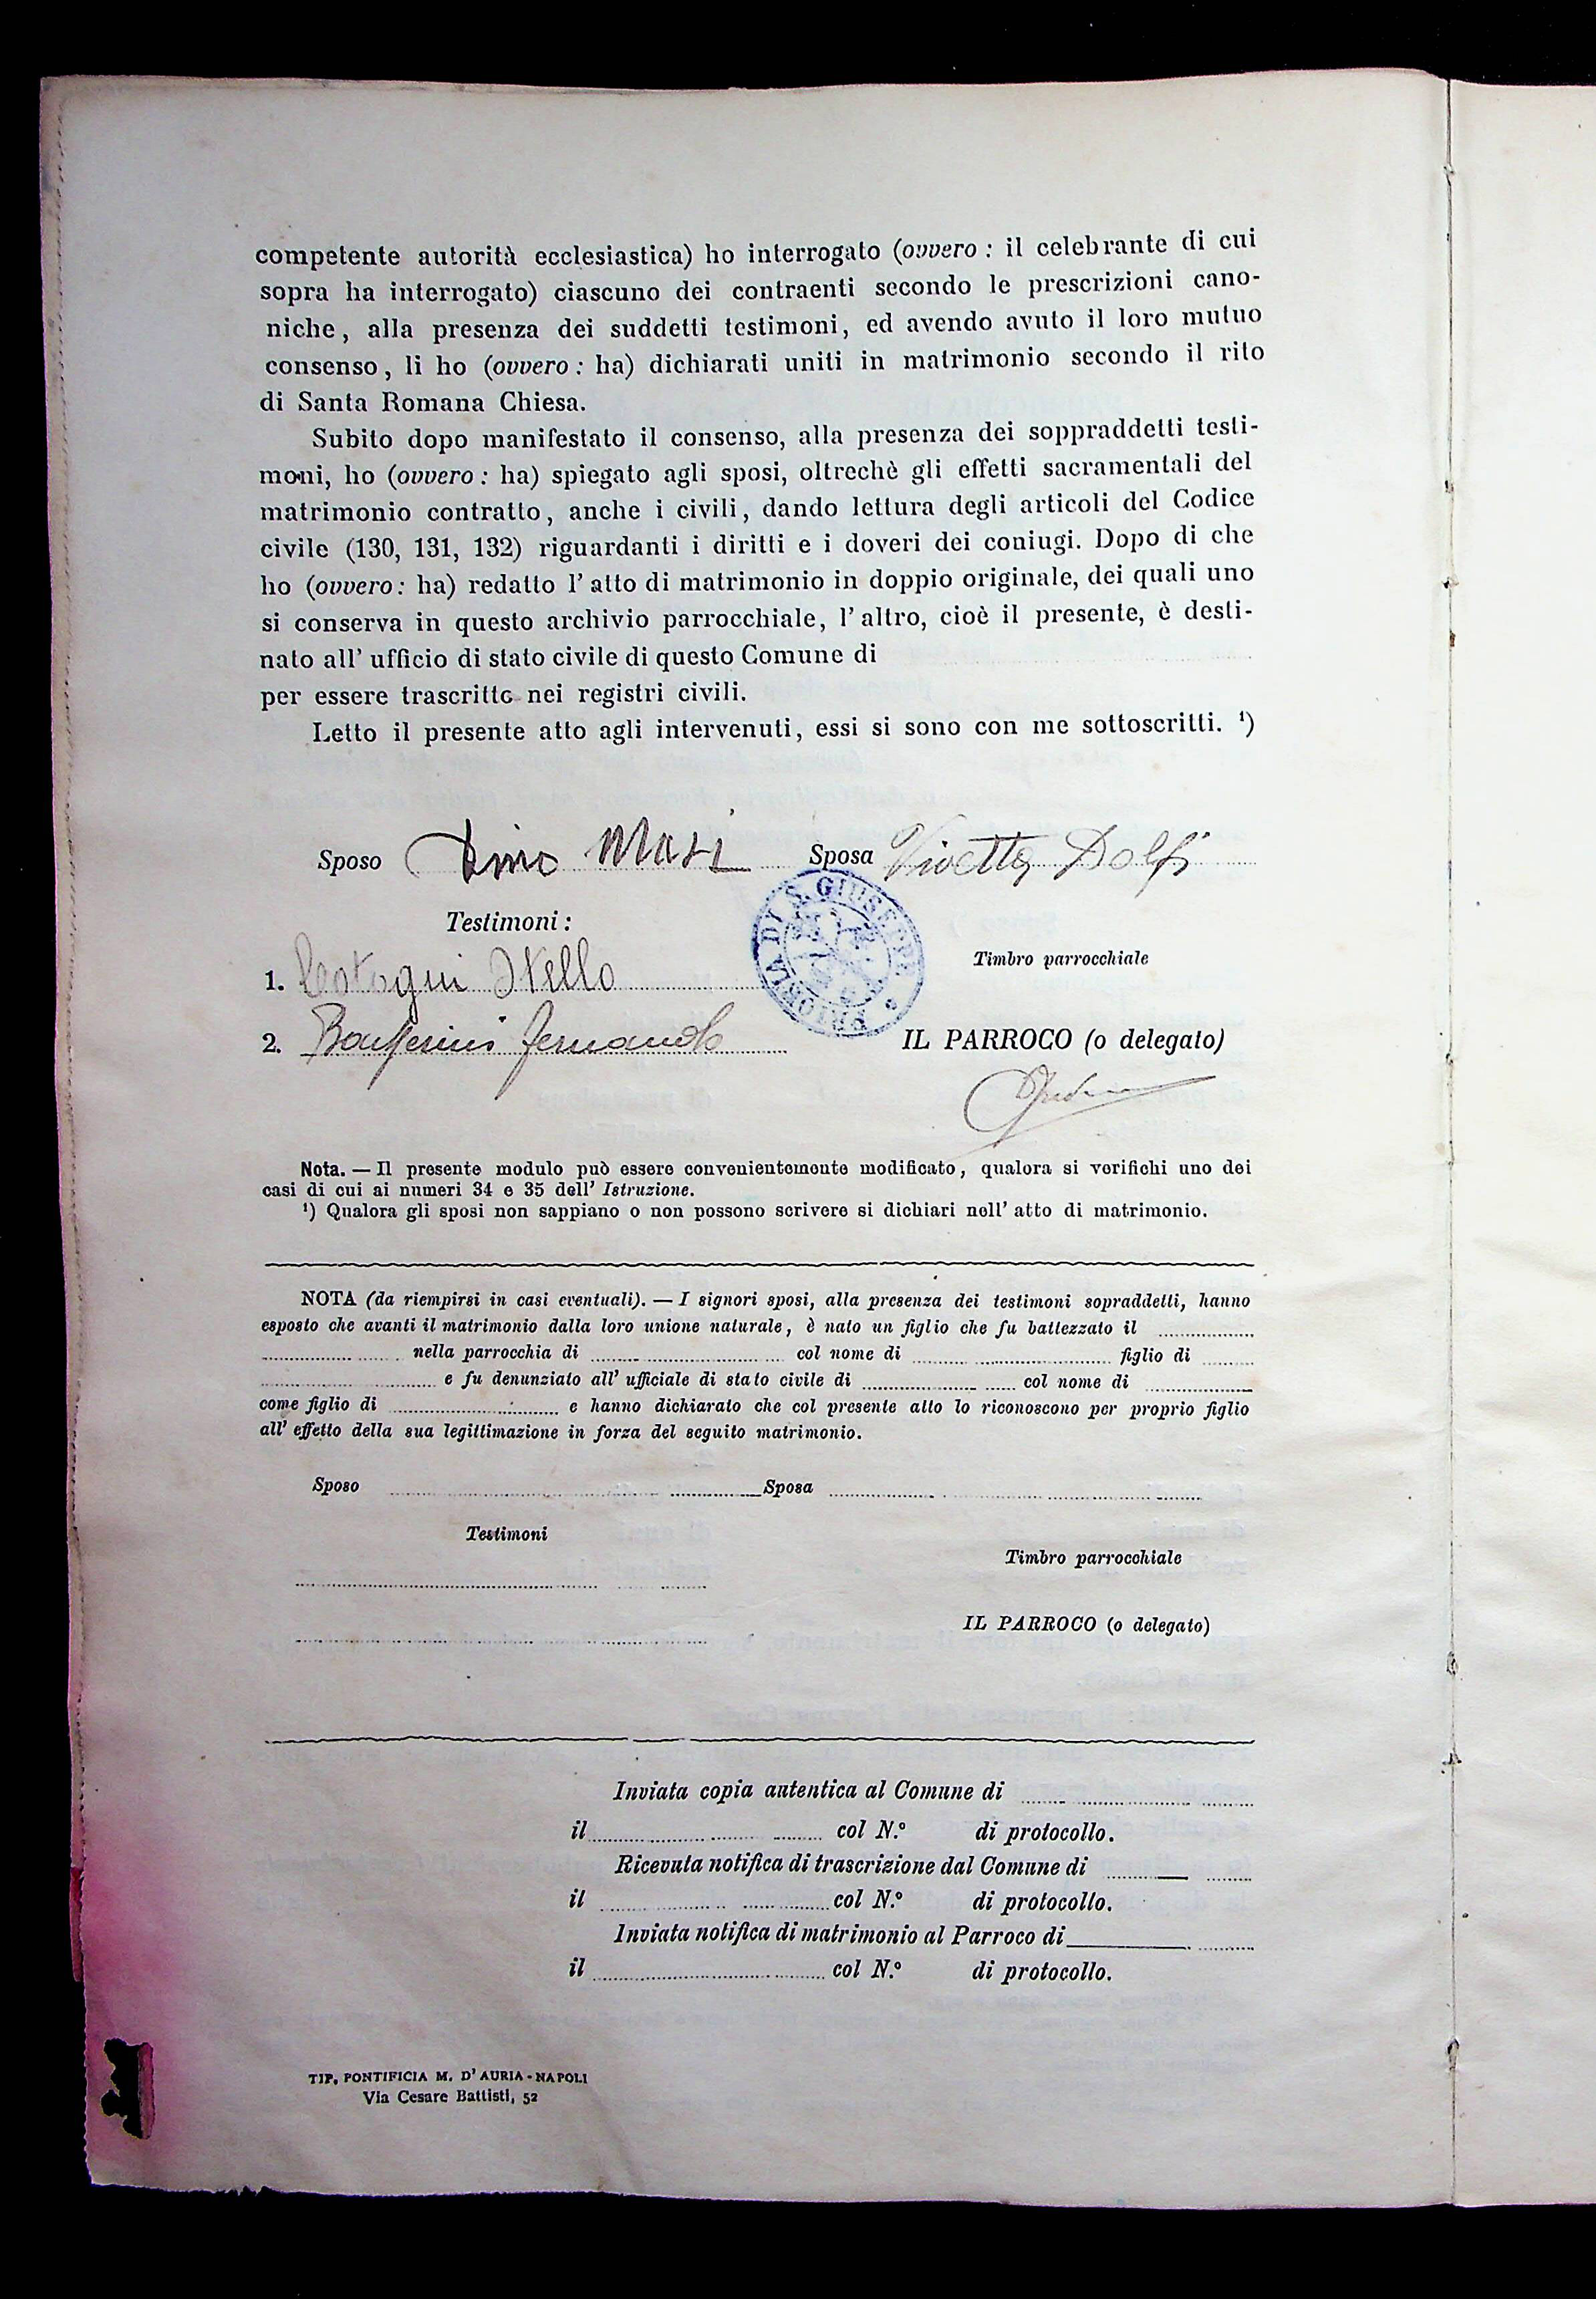 competente autorità ecclesiastica) ho interrogato (ovvero : il celebrante di cui
sopra ha interrogato) ciascuno dei contraenti secondo le prescrizioni cano-
niche, alla presenza dei suddetti testimoni, ed avendo avuto il loro mutuo
consenso, li ho (ovvero : ha) dichiarati uniti in matrimonio secondo il rito
di Santa Romana Chiesa.
Subito dopo manifestato il consenso, alla presenza dei soppraddetti testi-
moni, ho (ovvero : ha) spiegato agli sposi, oltrechè gli effetti sacramentali del
matrimonio contratto, anche i civili, dando lettura degli articoli del Codice
civile (130, 131, 132) riguardanti i diritti e i doveri dei coniugi. Dopo di che
ho (ovvero : ha) redatto l' atto di matrimonio in doppio originale, dei quali uno
si conserva in questo archivio parrocchiale, l' altro, cioè il presente, è desti-
nato all' ufficio di stato civile di questo Comune di
per essere trascritto nei registri civili.
Letto il presente atto agli intervenuti, essi si sono con me sottoscritti. ¹)
Sposo Dino Masi Sposa Vivetta Dolfi
PRIORIA DI S. GIUSEPPE
Testimoni :
Timbro parrocchiale
1. Otello
2. Fernando
IL PARROCO (o delegato)
Nota. — Il presente modulo può essere convenientemente modificato, qualora si verifichi uno dei
casi di cui ai numeri 34 e 35 dell' Istruzione.
¹) Qualora gli sposi non sappiano o non possono scrivere si dichiari nell' atto di matrimonio.
NOTA (da riempirsi in casi eventuali). — I signori sposi, alla presenza dei testimoni sopraddetti, hanno
esposto che avanti il matrimonio dalla loro unione naturale, è nato un figlio che fu battezzato il
nella parrocchia di col nome di figlio di
e fu denunziato all' ufficiale di stato civile di col nome di
come figlio di e hanno dichiarato che col presente atto lo riconoscono per proprio figlio
all' effetto della sua legittimazione in forza del seguito matrimonio.
Sposo Sposa
Testimoni
Timbro parrocchiale
IL PARROCO (o delegato)
Inviata copia autentica al Comune di
il col N.° di protocollo.
Ricevuta notifica di trascrizione dal Comune di
il col N.° di protocollo.
Inviata notifica di matrimonio al Parroco di
il col N.° di protocollo.
TIP. PONTIFICIA M. D' AURIA - NAPOLI
Via Cesare Battisti, 52